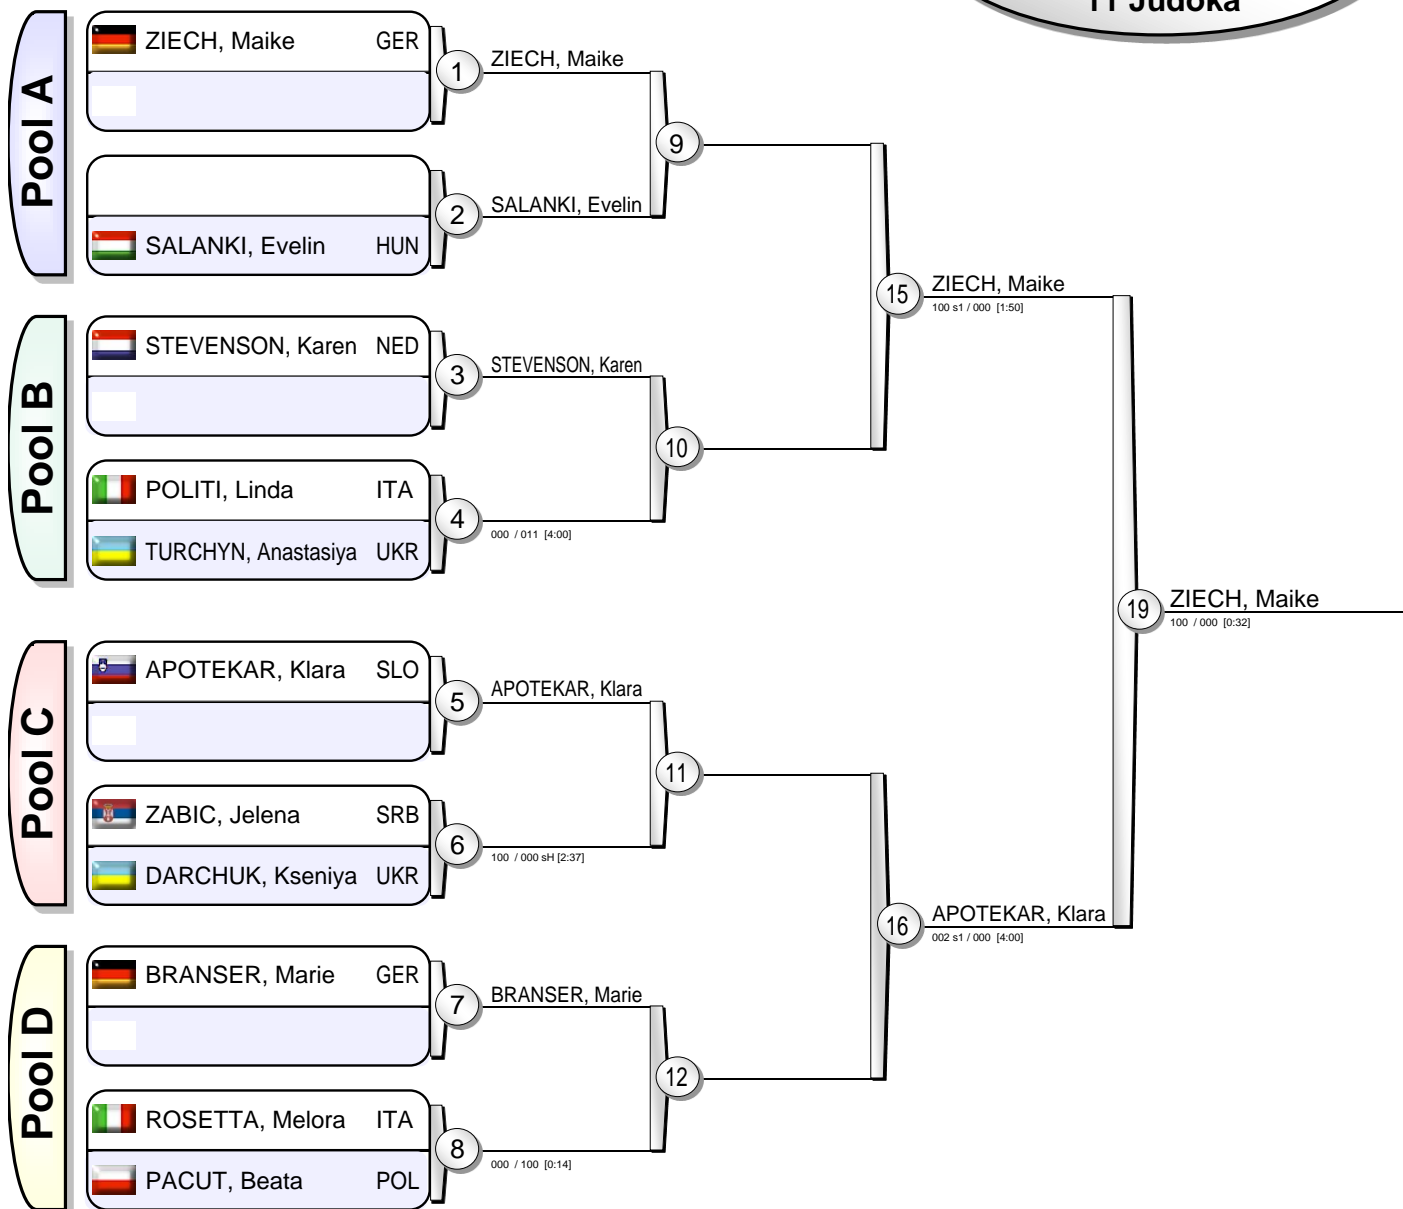 11 Judoka
Pool A
ZIECH, Maike GER
1
ZIECH, Maike
9
2
SALANKI, Evelin
SALANKI, Evelin HUN
15
ZIECH, Maike
100 s1 / 000 [1:50]
Pool B
STEVENSON, Karen NED
3
STEVENSON, Karen
10
POLITI, Linda ITA
4
000 / 011 [4:00]
TURCHYN, Anastasiya UKR
19
ZIECH, Maike
100 / 000 [0:32]
Pool C
APOTEKAR, Klara SLO
5
APOTEKAR, Klara
11
ZABIC, Jelena SRB
6
100 / 000 sH [2:37]
DARCHUK, Kseniya UKR
16
APOTEKAR, Klara
002 s1 / 000 [4:00]
Pool D
BRANSER, Marie GER
7
BRANSER, Marie
12
ROSETTA, Melora ITA
8
000 / 100 [0:14]
PACUT, Beata POL